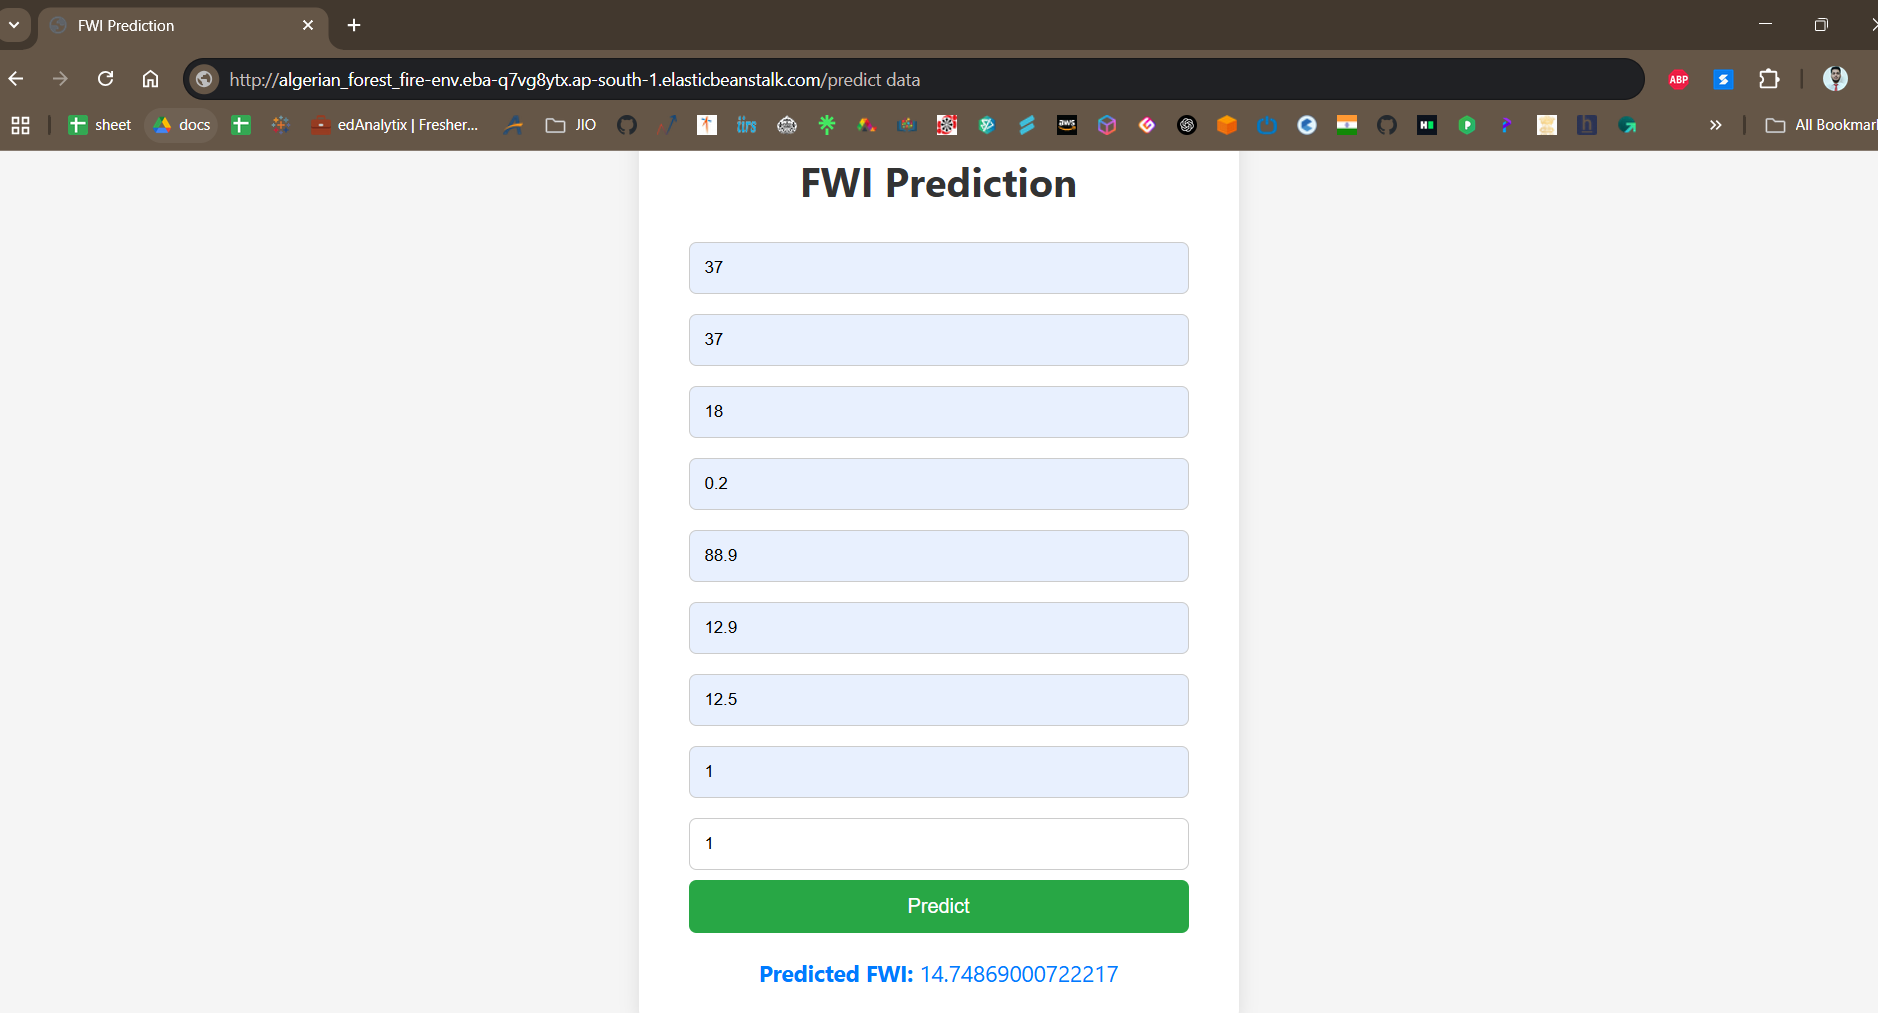 FWI Prediction
http://algerian_forest_fire-env.eba-q7vg8ytx.ap-south-1.elasticbeanstalk.com/predict data
ABP
sheet
docs
edAnalytix | Fresher...
JIO
aws
All Bookmar
FWI Prediction
37
37
18
0.2
88.9
12.9
12.5
1
1
Predict
Predicted FWI: 14.74869000722217